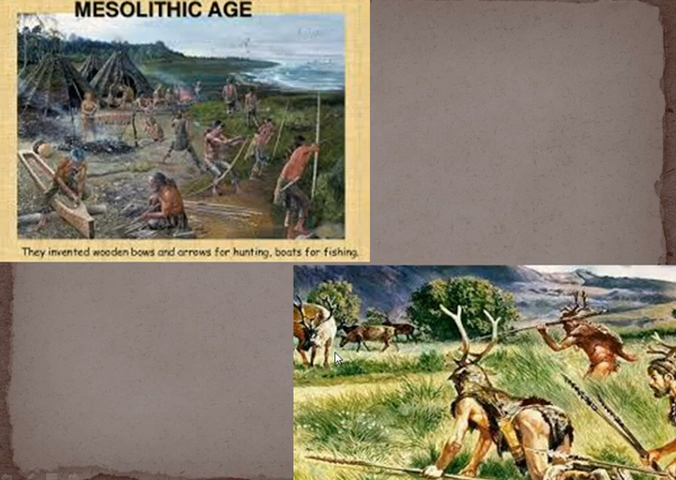 MESOLITHIC AGE
They invented wooden bows and arrows for hunting, boats for fishing.